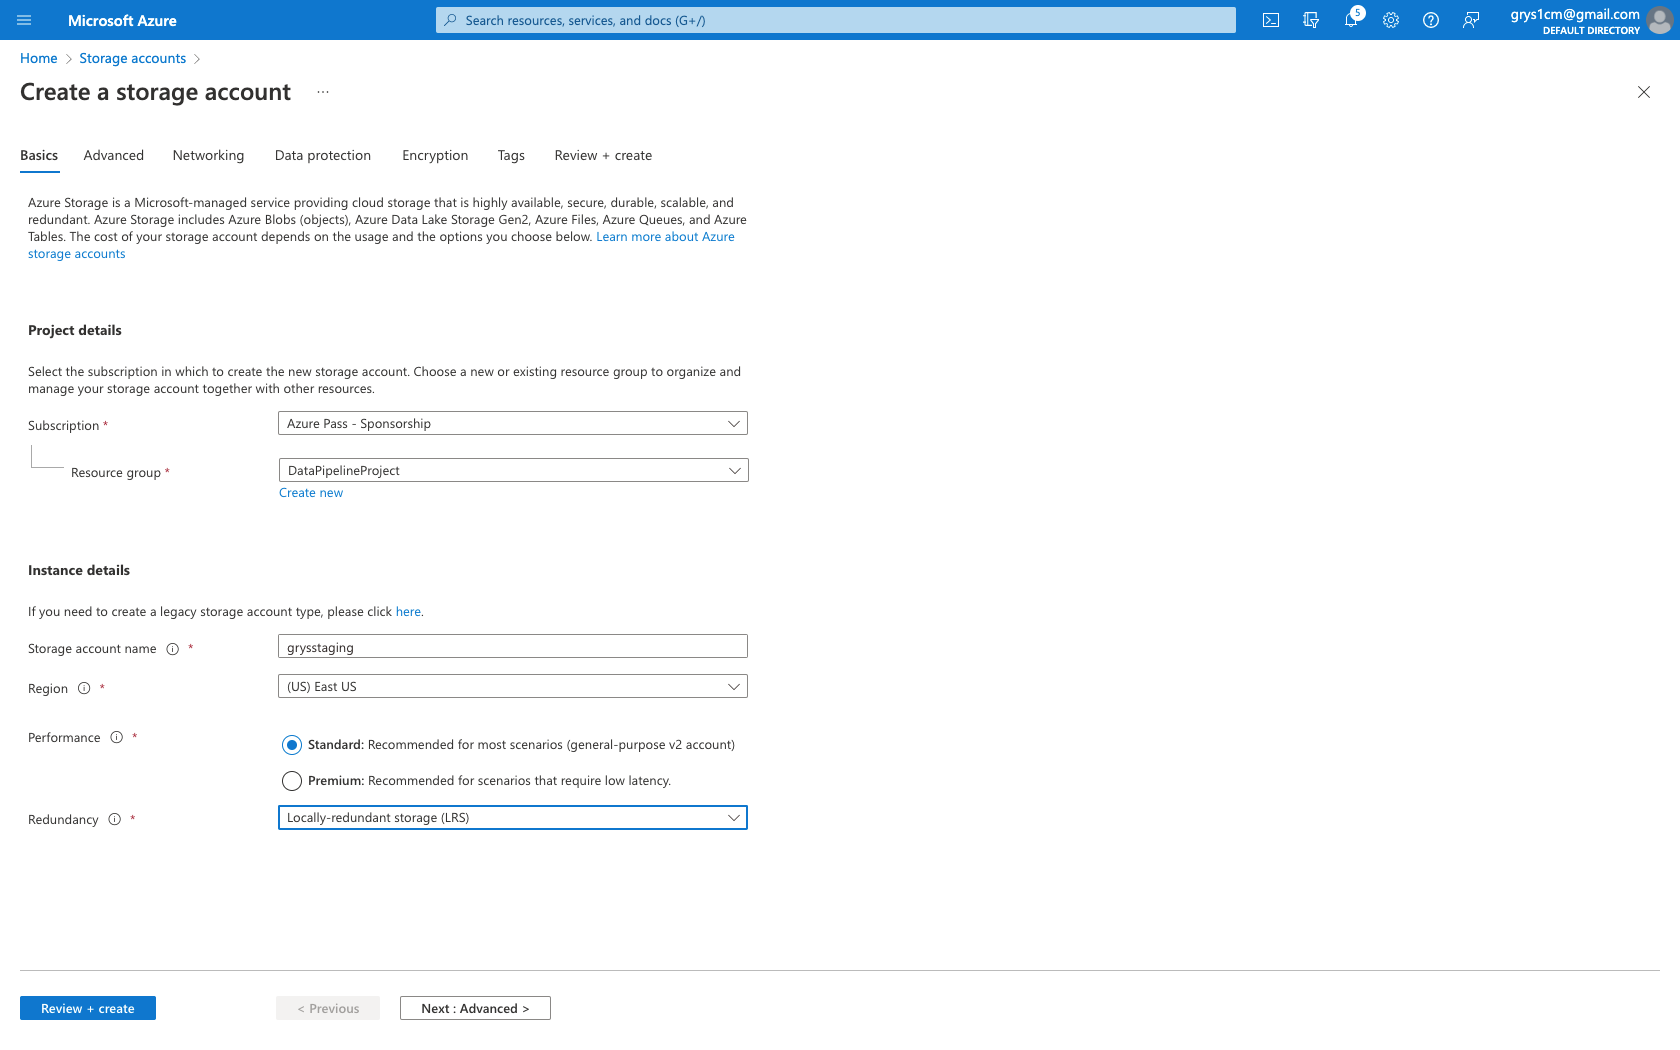 Microsoft Azure
Search resources, services, and docs (G+/)
5
grys1cm@gmail.com
DEFAULT DIRECTORY
Home > Storage accounts >
Create a storage account ...
Basics Advanced Networking Data protection Encryption Tags Review + create
Azure Storage is a Microsoft-managed service providing cloud storage that is highly available, secure, durable, scalable, and
redundant. Azure Storage includes Azure Blobs (objects), Azure Data Lake Storage Gen2, Azure Files, Azure Queues, and Azure
Tables. The cost of your storage account depends on the usage and the options you choose below. Learn more about Azure
storage accounts
Project details
Select the subscription in which to create the new storage account. Choose a new or existing resource group to organize and
manage your storage account together with other resources.
Subscription * Azure Pass - Sponsorship
Resource group * DataPipelineProject
Create new
Instance details
If you need to create a legacy storage account type, please click here.
Storage account name * grysstaging
Region * (US) East US
Performance * Standard: Recommended for most scenarios (general-purpose v2 account)
Premium: Recommended for scenarios that require low latency.
Redundancy * Locally-redundant storage (LRS)
Review + create < Previous Next : Advanced >